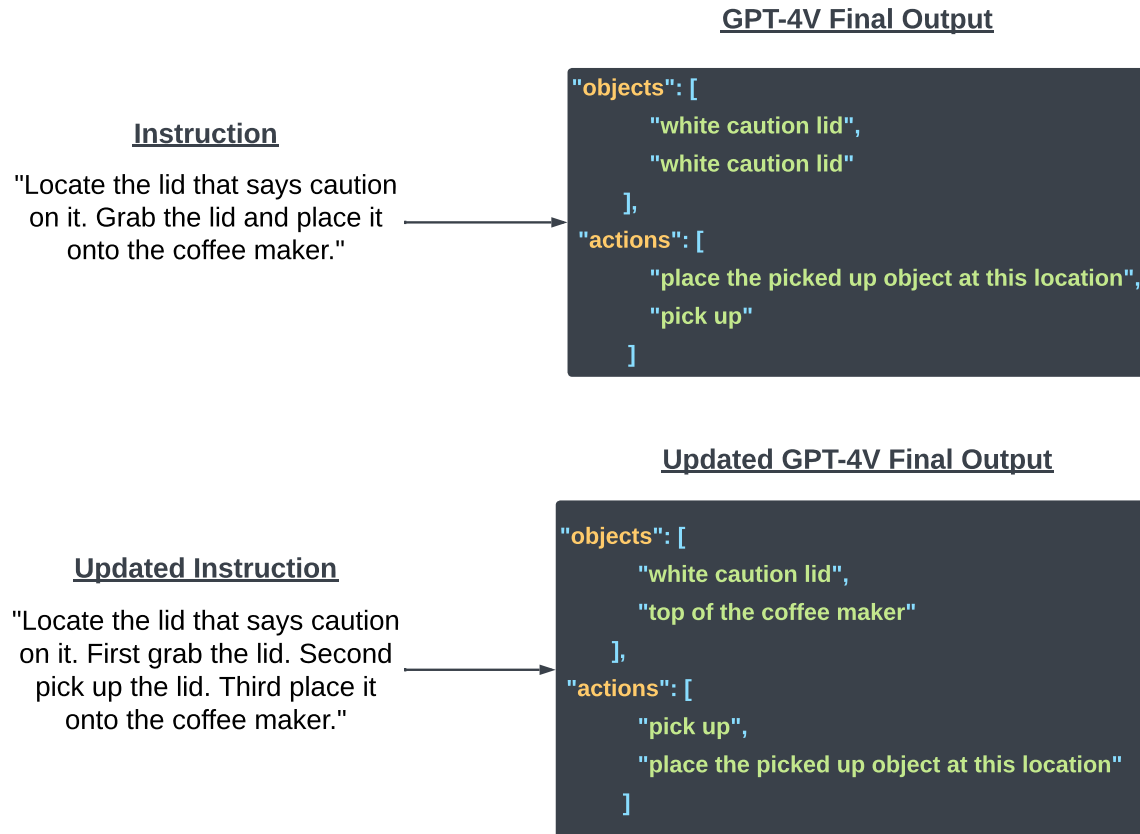 GPT-4V Final Output
Instruction
"Locate the lid that says caution
on it. Grab the lid and place it
onto the coffee maker."
"objects": [
"white caution lid",
"white caution lid"
],
"actions": [
"place the picked up object at this location",
"pick up"
]
Updated GPT-4V Final Output
Updated Instruction
"Locate the lid that says caution
on it. First grab the lid. Second
pick up the lid. Third place it
onto the coffee maker."
"objects": [
"white caution lid",
"top of the coffee maker"
],
"actions": [
"pick up",
"place the picked up object at this location"
]